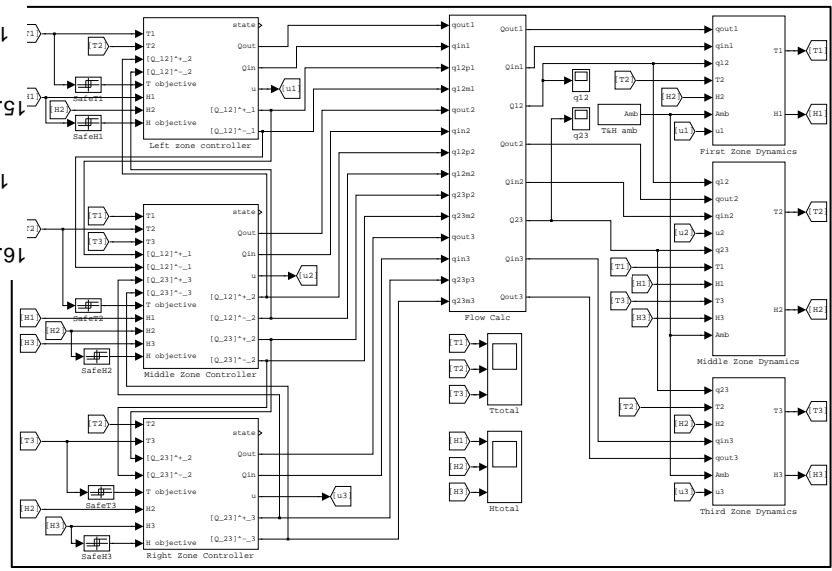 T1]
T1
[T2]
T2
[Q_12]^+_2
[Q_12]^-_2
T objective
SafeT1
H1]
H1
[H2]
H2
H objective
SafeH1
state
Qout
Qin
u
[u1]
[Q_12]^+_1
[Q_12]^-_1
Left zone controller
15.
16.
T2]
[T1]
T1
T2
[T3]
T3
[Q_12]^+_1
[Q_12]^-_1
[Q_23]^+_3
[Q_23]^-_3
T objective
SafeT2
[H1]
H1
[H2]
H2
[H3]
H3
H objective
SafeH2
state
Qout
Qin
u
[u2]
[Q_12]^+_2
[Q_12]^-_2
[Q_23]^+_2
[Q_23]^-_2
Middle Zone Controller
[T2]
T2
[T3]
T3
[Q_23]^+_2
[Q_23]^-_2
T objective
SafeT3
[H2]
H2
[H3]
H3
H objective
SafeH3
state
Qout
Qin
u
[u3]
[Q_23]^+_3
[Q_23]^-_3
Right Zone Controller
qout1
qin1
q12p1
q12m1
qout2
qin2
q12p2
q12m2
q23p2
q23m2
qout3
qin3
q23p3
q23m3
Qout1
Qin1
Q12
Qout2
Qin2
Q23
Qin3
Qout3
Flow Calc
q12
q23
Amb
T&H amb
[T1]
[T2]
[T3]
Ttotal
[H1]
[H2]
[H3]
Htotal
qout1
qin1
q12
[T2]
T2
[H2]
H2
Amb
[u1]
u1
T1
[T1]
H1
[H1]
First Zone Dynamics
q12
qout2
qin2
[u2]
u2
q23
[T1]
T1
[H1]
H1
[T3]
T3
[H3]
H3
Amb
T2
[T2]
H2
[H2]
Middle Zone Dynamics
q23
[T2]
T2
[H2]
H2
qin3
qout3
Amb
[u3]
u3
T3
[T3]
H3
[H3]
Third Zone Dynamics